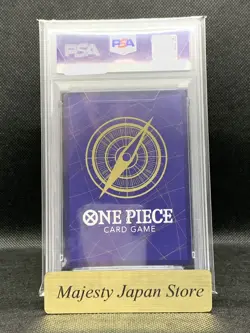 PSA
ONE PIECE
CARD GAME
Majesty Japan Store